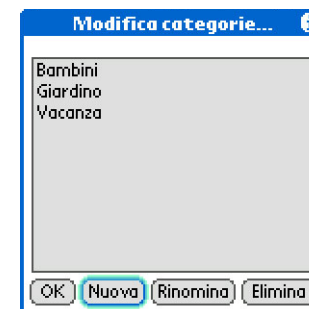 Modifica categorie...
Bambini
Giardino
Vacanza
OK Nuova Rinomina Elimina